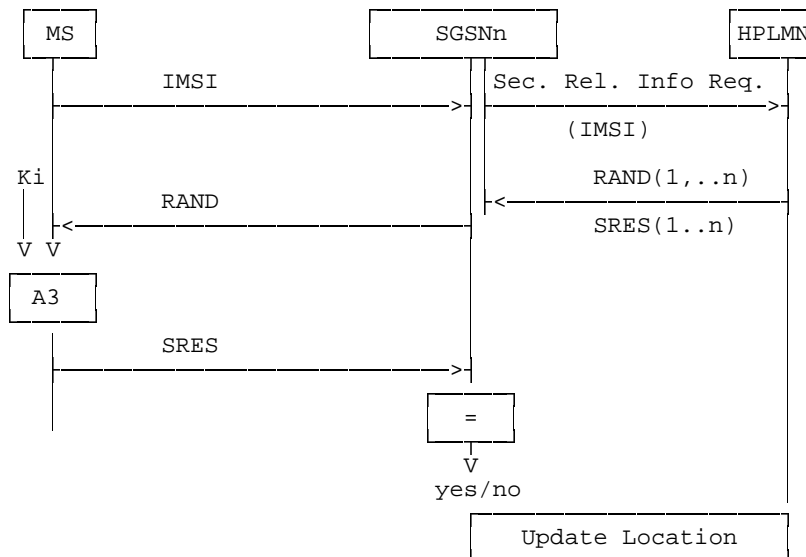 MS SGSNn HPLMN
IMSI Sec. Rel. Info Req.
(IMSI)
Ki RAND(1,..n)
RAND
SRES(1..n)
V V
A3
SRES
=
V
yes/no
Update Location